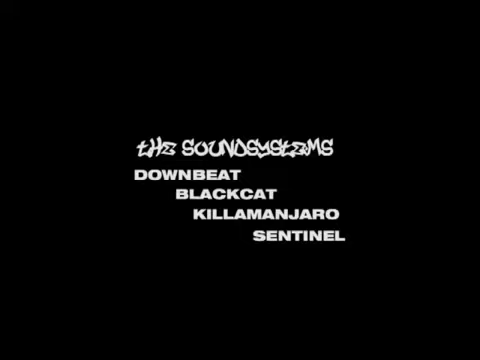 tHE SOUNDSYSTEMS
DOWNBEAT
BLACKCAT
KILLAMANJARO
SENTINEL